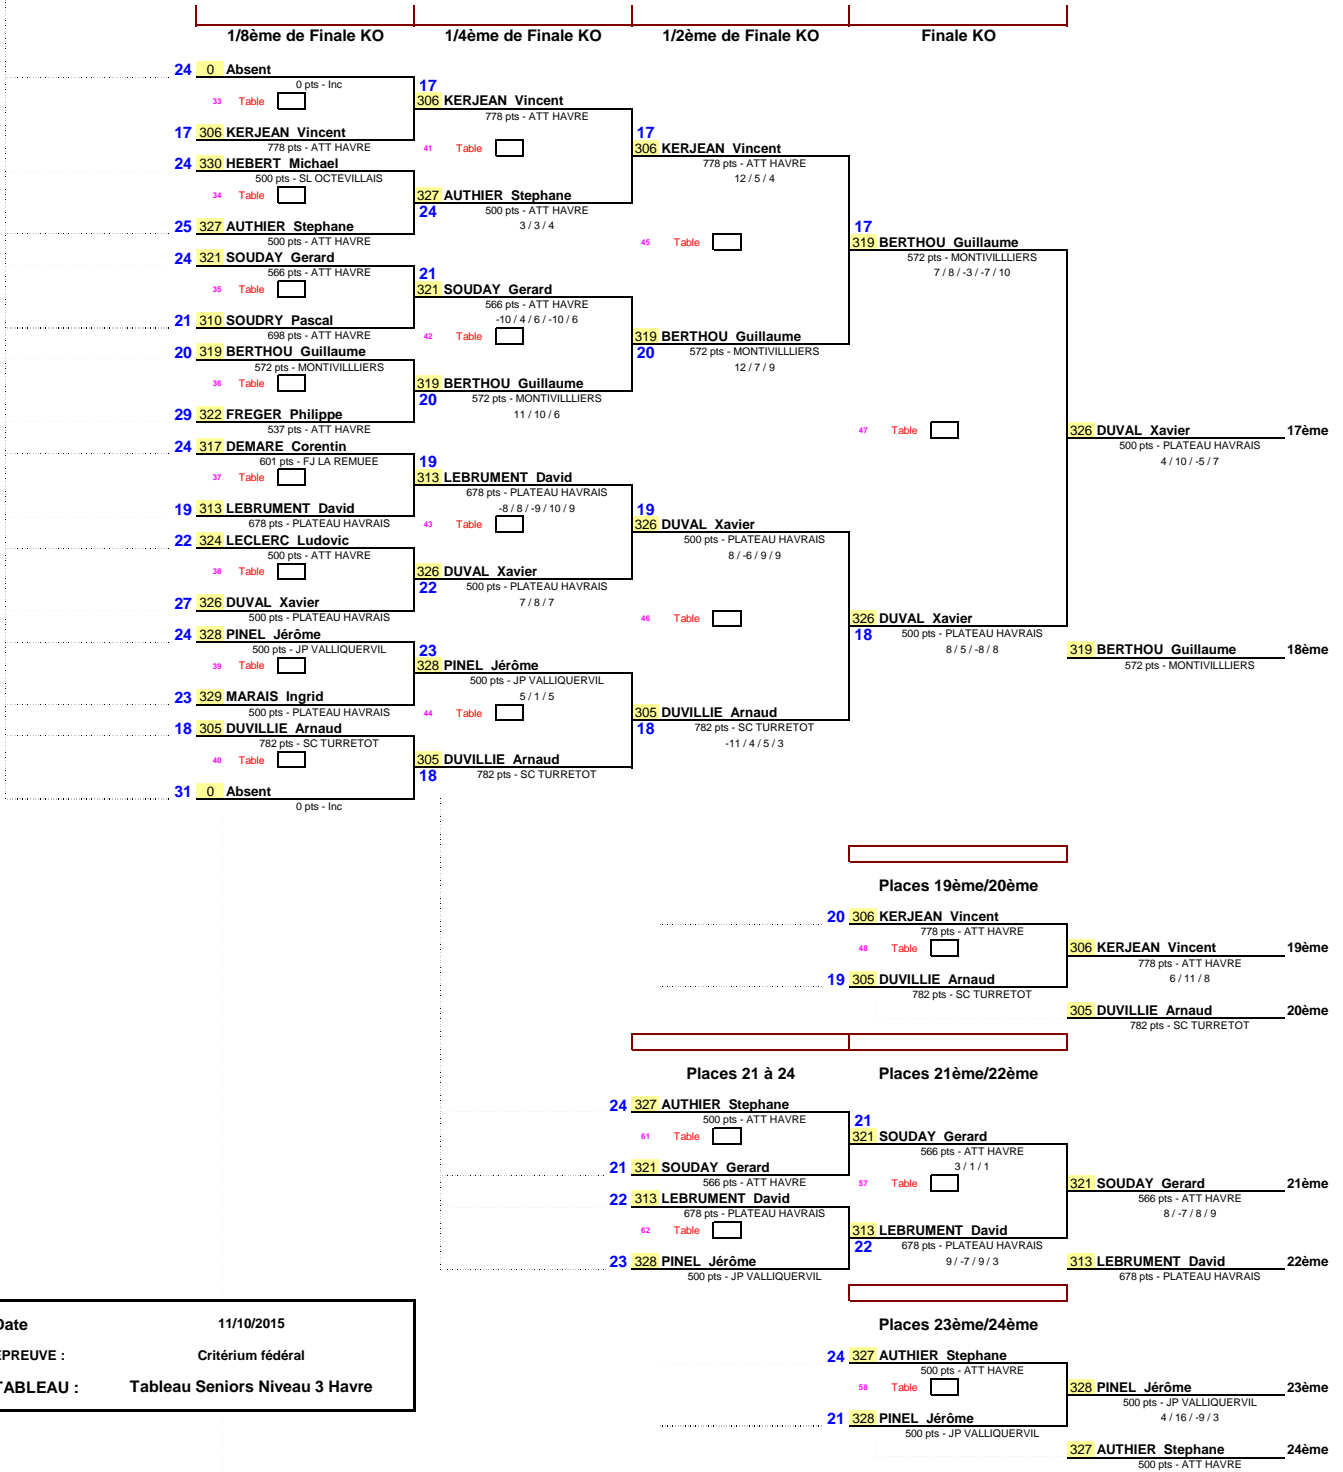 1/8ème de Finale KO 1/4ème de Finale KO 1/2ème de Finale KO Finale KO
24 0 Absent
0 pts - Inc
17
33 Table
306 KERJEAN Vincent
778 pts - ATT HAVRE
17 306 KERJEAN Vincent
778 pts - ATT HAVRE
17
41 Table
306 KERJEAN Vincent
778 pts - ATT HAVRE
12 / 5 / 4
24 330 HEBERT Michael
500 pts - SL OCTEVILLAIS
34 Table
327 AUTHIER Stephane
24 500 pts - ATT HAVRE
3 / 3 / 4
25 327 AUTHIER Stephane
500 pts - ATT HAVRE
17
45 Table
319 BERTHOU Guillaume
572 pts - MONTIVILLLIERS
7 / 8 / -3 / -7 / 10
24 321 SOUDAY Gerard
566 pts - ATT HAVRE
21
35 Table
321 SOUDAY Gerard
566 pts - ATT HAVRE
-10 / 4 / 6 / -10 / 6
21 310 SOUDRY Pascal
698 pts - ATT HAVRE
42 Table
319 BERTHOU Guillaume
20 572 pts - MONTIVILLLIERS
12 / 7 / 9
20 319 BERTHOU Guillaume
572 pts - MONTIVILLLIERS
36 Table
319 BERTHOU Guillaume
20 572 pts - MONTIVILLLIERS
11 / 10 / 6
29 322 FREGER Philippe
537 pts - ATT HAVRE
47 Table
326 DUVAL Xavier 17ème
500 pts - PLATEAU HAVRAIS
4 / 10 / -5 / 7
24 317 DEMARE Corentin
601 pts - FJ LA REMUEE
19
37 Table
313 LEBRUMENT David
678 pts - PLATEAU HAVRAIS
-8 / 8 / -9 / 10 / 9
19 313 LEBRUMENT David
678 pts - PLATEAU HAVRAIS
19
43 Table
326 DUVAL Xavier
500 pts - PLATEAU HAVRAIS
8 / -6 / 9 / 9
22 324 LECLERC Ludovic
500 pts - ATT HAVRE
38 Table
326 DUVAL Xavier
22 500 pts - PLATEAU HAVRAIS
7 / 8 / 7
27 326 DUVAL Xavier
500 pts - PLATEAU HAVRAIS
46 Table
326 DUVAL Xavier
18 500 pts - PLATEAU HAVRAIS
8 / 5 / -8 / 8
24 328 PINEL Jérôme
500 pts - JP VALLIQUERVIL
23
319 BERTHOU Guillaume 18ème
572 pts - MONTIVILLLIERS
39 Table
328 PINEL Jérôme
500 pts - JP VALLIQUERVIL
5 / 1 / 5
23 329 MARAIS Ingrid
500 pts - PLATEAU HAVRAIS
44 Table
305 DUVILLIE Arnaud
18 782 pts - SC TURRETOT
-11 / 4 / 5 / 3
18 305 DUVILLIE Arnaud
782 pts - SC TURRETOT
40 Table
305 DUVILLIE Arnaud
18 782 pts - SC TURRETOT
31 0 Absent
0 pts - Inc
Places 19ème/20ème
20 306 KERJEAN Vincent
778 pts - ATT HAVRE
48 Table
306 KERJEAN Vincent 19ème
778 pts - ATT HAVRE
6 / 11 / 8
19 305 DUVILLIE Arnaud
782 pts - SC TURRETOT
305 DUVILLIE Arnaud 20ème
782 pts - SC TURRETOT
Places 21 à 24 Places 21ème/22ème
24 327 AUTHIER Stephane
500 pts - ATT HAVRE
21
61 Table
321 SOUDAY Gerard
566 pts - ATT HAVRE
3 / 1 / 1
21 321 SOUDAY Gerard
566 pts - ATT HAVRE
57 Table
321 SOUDAY Gerard 21ème
566 pts - ATT HAVRE
8 / -7 / 8 / 9
22 313 LEBRUMENT David
678 pts - PLATEAU HAVRAIS
62 Table
313 LEBRUMENT David
22 678 pts - PLATEAU HAVRAIS
9 / -7 / 9 / 3
23 328 PINEL Jérôme
500 pts - JP VALLIQUERVIL
313 LEBRUMENT David 22ème
678 pts - PLATEAU HAVRAIS
Places 23ème/24ème
24 327 AUTHIER Stephane
500 pts - ATT HAVRE
58 Table
328 PINEL Jérôme 23ème
500 pts - JP VALLIQUERVIL
4 / 16 / -9 / 3
21 328 PINEL Jérôme
500 pts - JP VALLIQUERVIL
327 AUTHIER Stephane 24ème
500 pts - ATT HAVRE
Date 11/10/2015
EPREUVE : Critérium fédéral
TABLEAU : Tableau Seniors Niveau 3 Havre